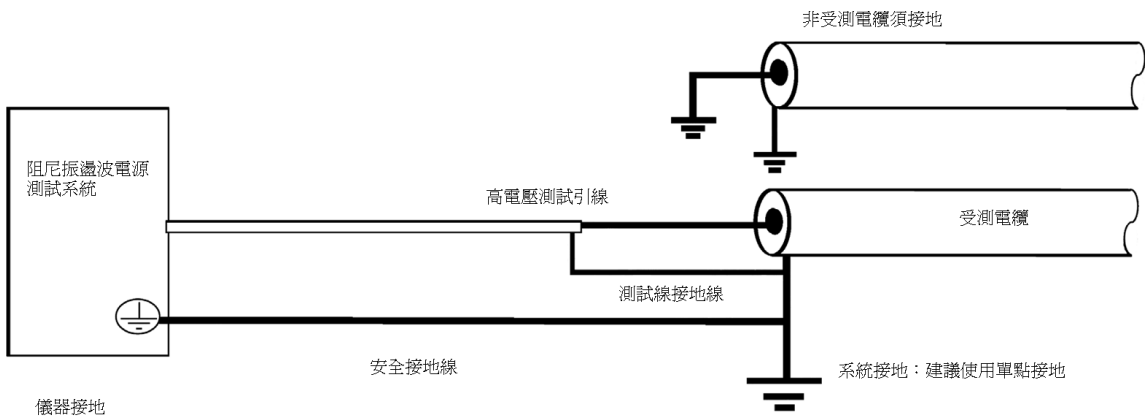 非受測電纜須接地
阻尼振盪波電源
測試系統
高電壓測試引線
受測電纜
測試線接地線
安全接地線
系統接地：建議使用單點接地
儀器接地